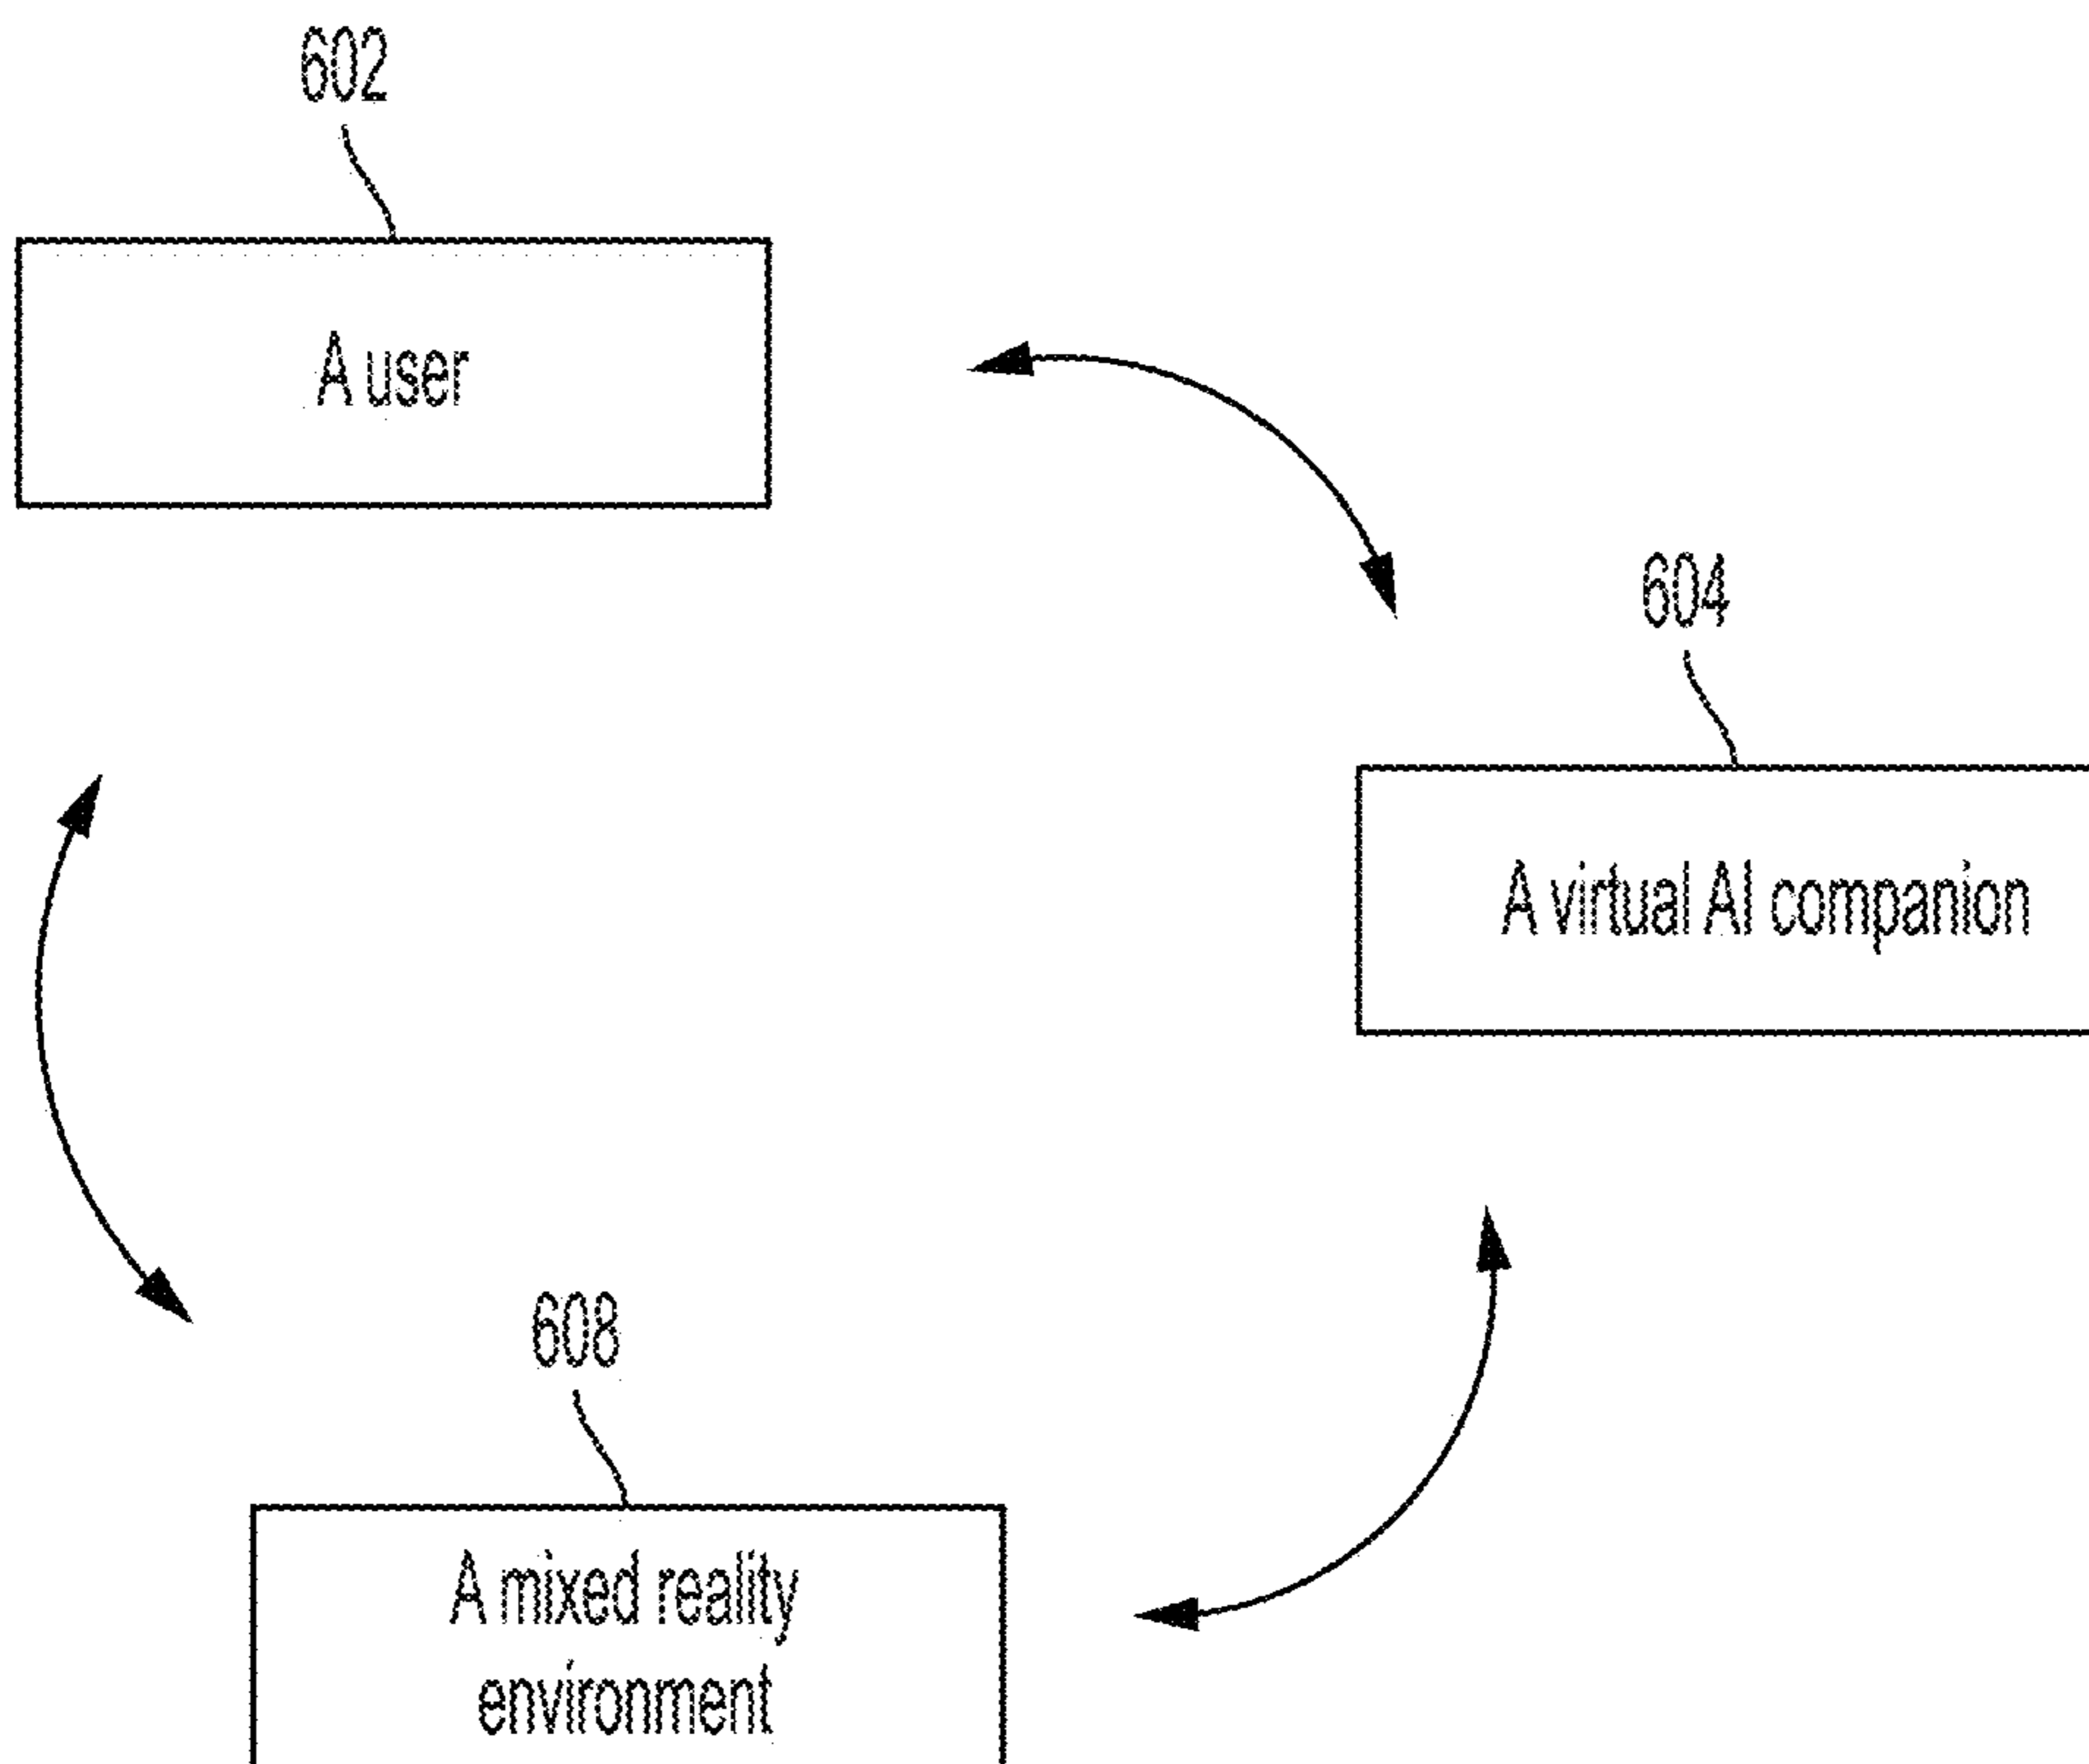 602
A user
604
A virtual AI companion
608
A mixed reality
environment